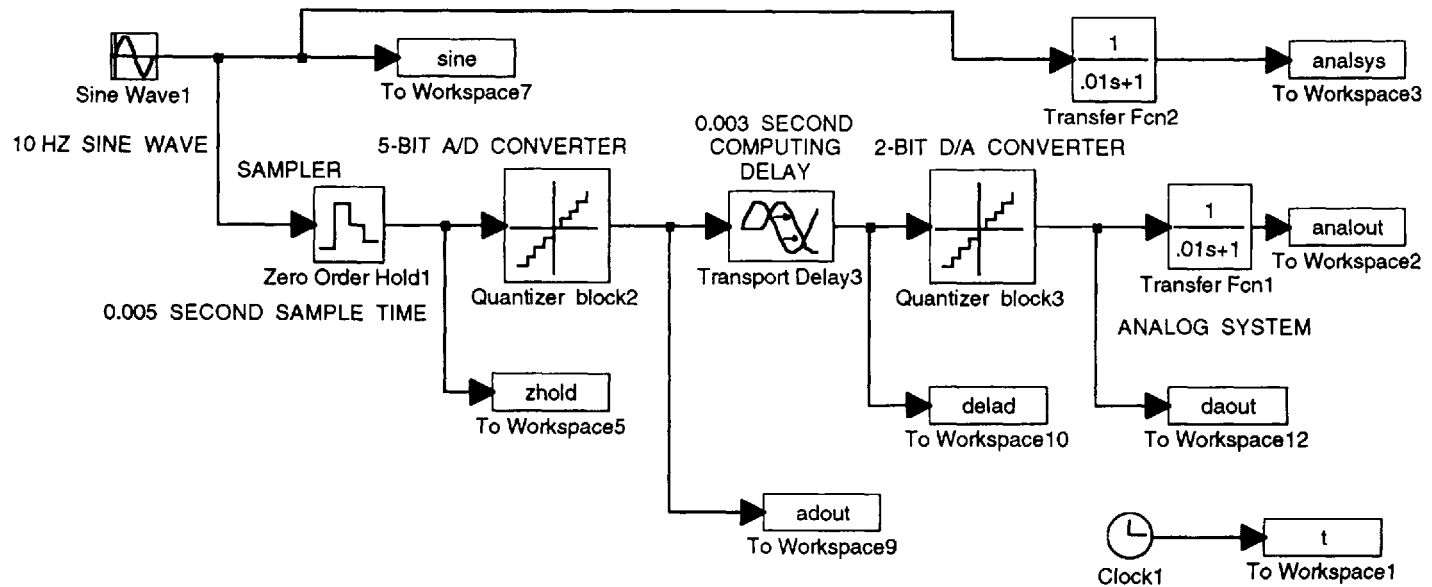 sine
1
.01s+1
analsys
Sine Wave1
To Workspace7
Transfer Fcn2
To Workspace3
10 HZ SINE WAVE
5-BIT A/D CONVERTER
0.003 SECOND
COMPUTING
DELAY
2-BIT D/A CONVERTER
SAMPLER
1
.01s+1
analout
Zero Order Hold1
Quantizer block2
Transport Delay3
Quantizer block3
Transfer Fcn1
To Workspace2
0.005 SECOND SAMPLE TIME
ANALOG SYSTEM
zhold
To Workspace5
delad
To Workspace10
daout
To Workspace12
adout
To Workspace9
Clock1
t
To Workspace1